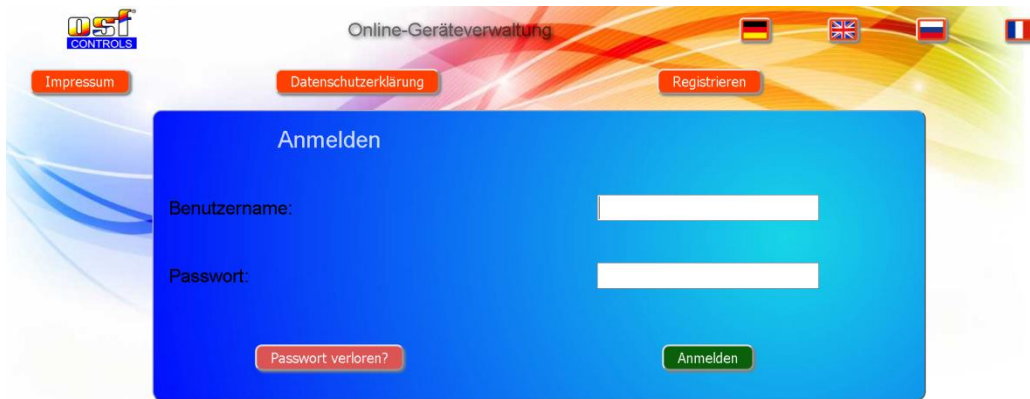 osf
CONTROLS
Online-Geräteverwaltung
Impressum
Datenschutzerklärung
Registrieren
Anmelden
Benutzername:
Passwort:
Passwort verloren?
Anmelden